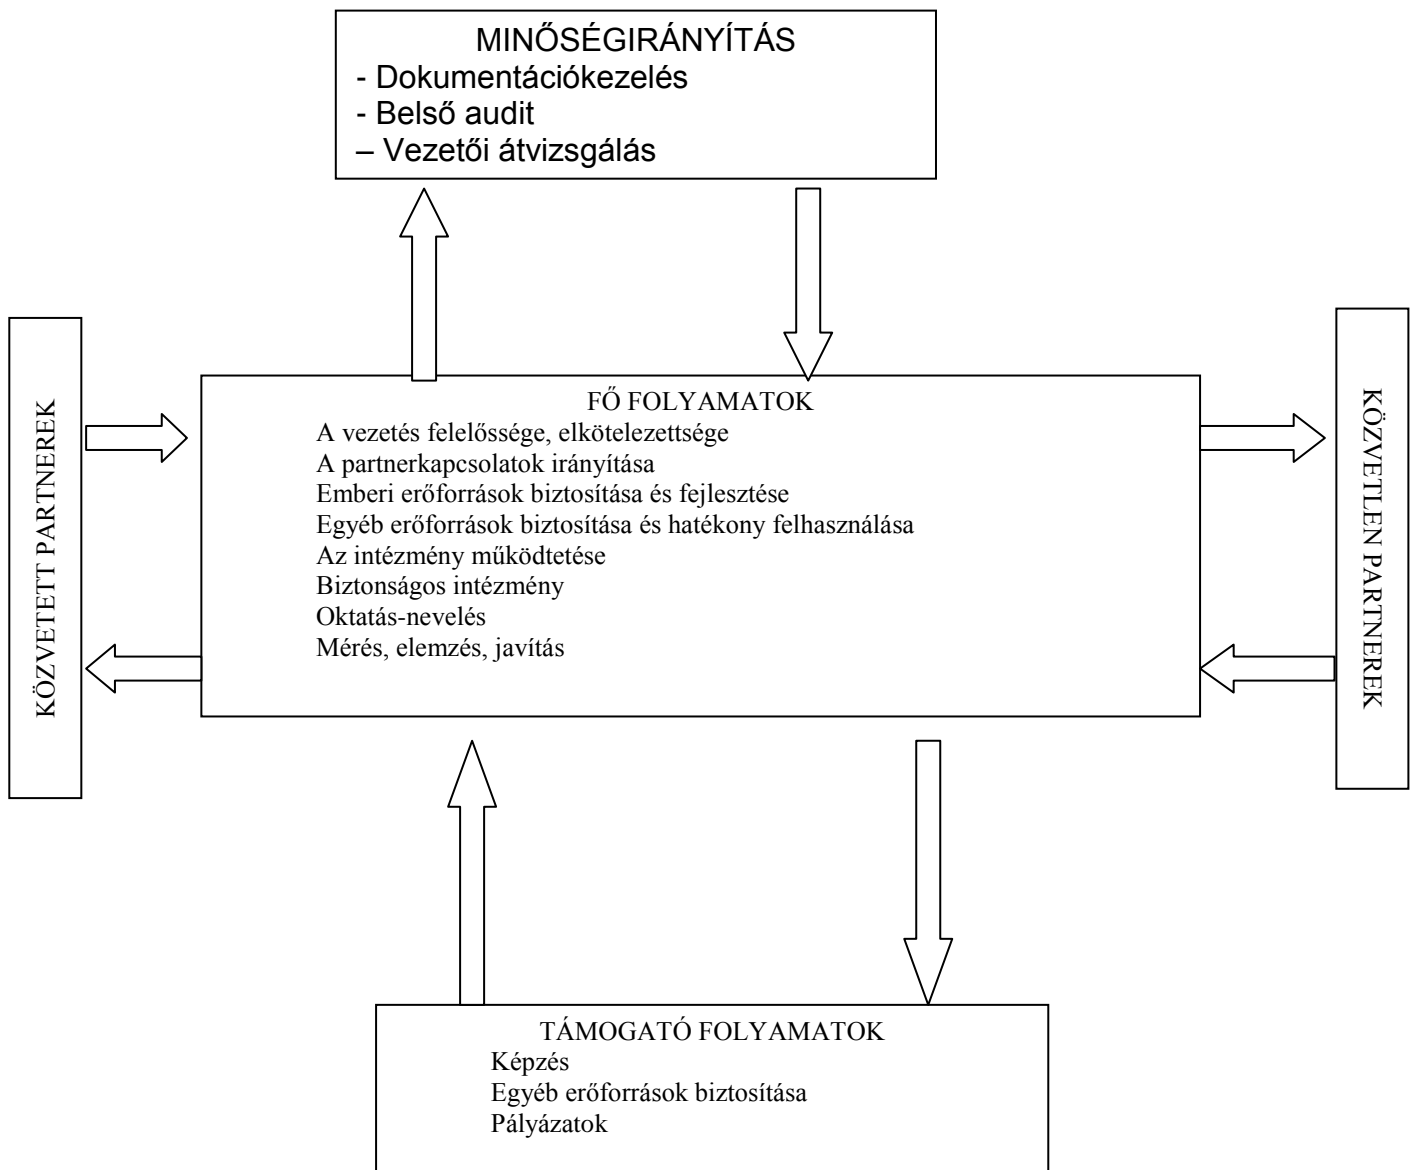 MINŐSÉGIRÁNYÍTÁS
- Dokumentációkezelés
- Belső audit
– Vezetői átvizsgálás
KÖZVETETT PARTNEREK
FŐ FOLYAMATOK
A vezetés felelőssége, elkötelezettsége
A partnerkapcsolatok irányítása
Emberi erőforrások biztosítása és fejlesztése
Egyéb erőforrások biztosítása és hatékony felhasználása
Az intézmény működtetése
Biztonságos intézmény
Oktatás-nevelés
Mérés, elemzés, javítás
KÖZVETLEN PARTNEREK
TÁMOGATÓ FOLYAMATOK
Képzés
Egyéb erőforrások biztosítása
Pályázatok